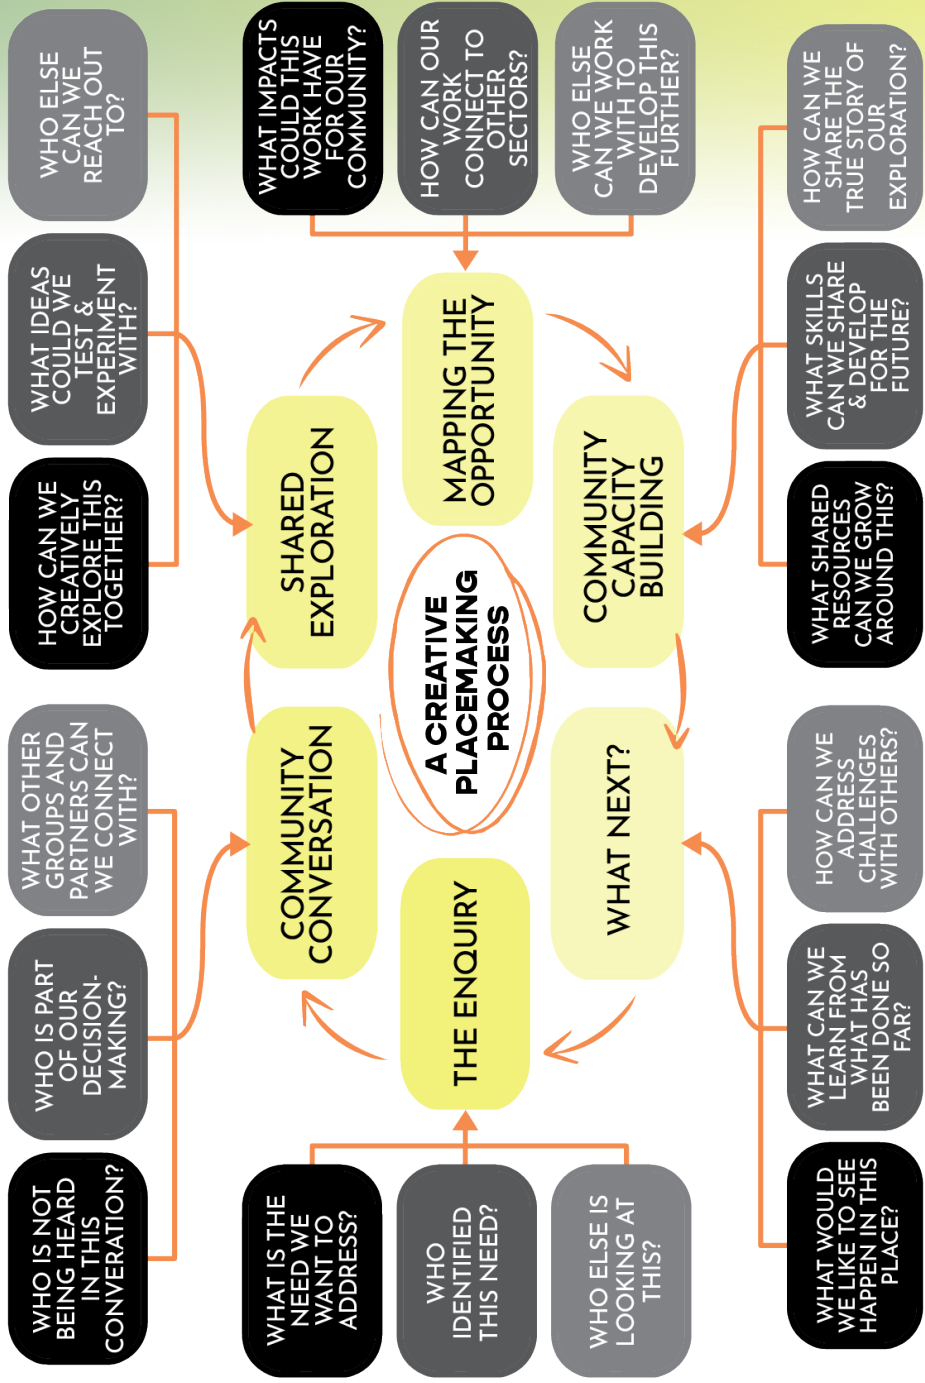 WHO IS NOT
BEING HEARD
IN THIS
CONVERATION?
WHO IS PART
OF OUR
DECISION-
MAKING?
WHAT OTHER
GROUPS AND
PARTNERS CAN
WE CONNECT
WITH?
HOW CAN WE
CREATIVELY
EXPLORE THIS
TOGETHER?
WHAT IDEAS
COULD WE
TEST &
EXPERIMENT
WITH?
WHO ELSE
CAN WE
REACH OUT
TO?
WHAT IS THE
NEED WE
WANT TO
ADDRESS?
WHO
IDENTIFIED
THIS NEED?
WHO ELSE IS
LOOKING AT
THIS?
THE ENQUIRY
COMMUNITY
CONVERSATION
SHARED
EXPLORATION
A CREATIVE
PLACEMAKING
PROCESS
MAPPING THE
OPPORTUNITY
WHAT IMPACTS
COULD THIS
WORK HAVE
FOR OUR
COMMUNITY?
HOW CAN OUR
WORK
CONNECT TO
OTHER
SECTORS?
WHO ELSE
CAN WE WORK
WITH TO
DEVELOP THIS
FURTHER?
WHAT NEXT?
COMMUNITY
CAPACITY
BUILDING
WHAT WOULD
WE LIKE TO SEE
HAPPEN IN THIS
PLACE?
WHAT CAN WE
LEARN FROM
WHAT HAS
BEEN DONE SO
FAR?
HOW CAN WE
ADDRESS
CHALLENGES
WITH OTHERS?
WHAT SHARED
RESOURCES
CAN WE GROW
AROUND THIS?
WHAT SKILLS
CAN WE SHARE
& DEVELOP
FOR THE
FUTURE?
HOW CAN WE
SHARE THE
TRUE STORY OF
OUR
EXPLORATION?